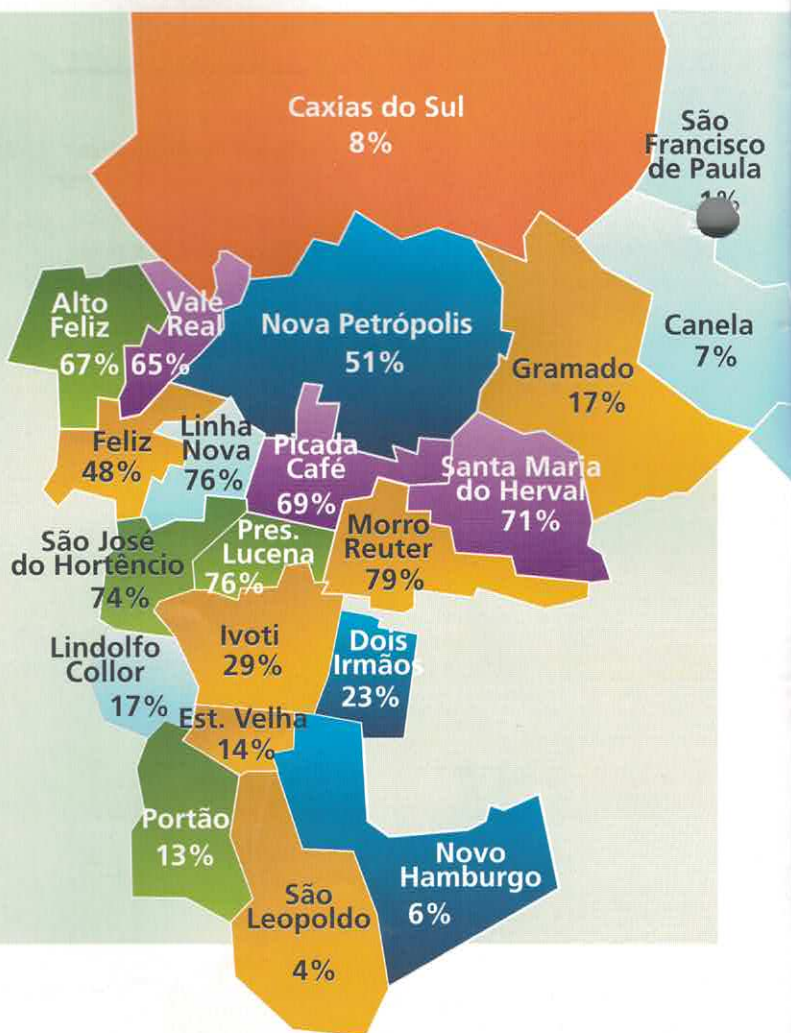 Caxias do Sul
8%
São
Francisco
de Paula
1%
Alto
Feliz
67%
Vale
Real
65%
Nova Petrópolis
51%
Gramado
17%
Canela
7%
Feliz
48%
Linha
Nova
76%
Picada
Café
69%
Santa Maria
do Herval
71%
São José
do Hortêncio
74%
Pres.
Lucena
76%
Morro
Reuter
79%
Lindolfo
Collor
17%
Ivoti
29%
Dois
Irmãos
23%
Est. Velha
14%
Portão
13%
São
Leopoldo
4%
Novo
Hamburgo
6%